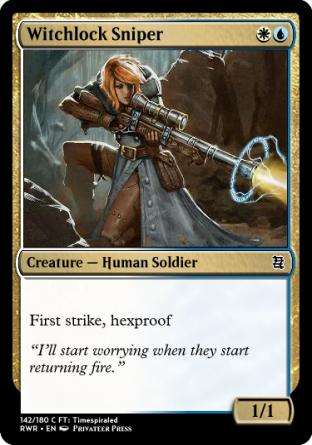 Witchlock Sniper
Creature — Human Soldier
First strike, hexproof
“I’ll start worrying when they start
returning fire.”
1/1
142/180 C FT: Timespiraled
RWR • EN Privateer Press